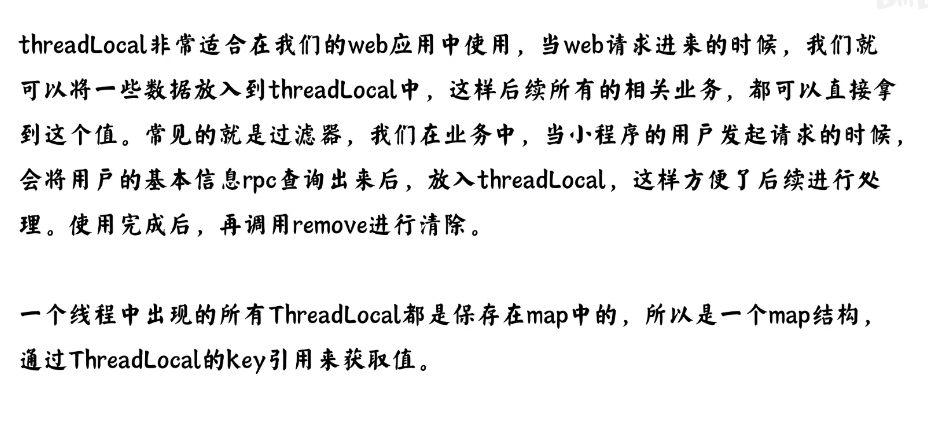 threadLocal非常适合在我们的web应用中使用，当web请求进来的时候，我们就
可以将一些数据放入到threadLocal中，这样后续所有的相关业务，都可以直接拿
到这个值。常见的就是过滤器，我们在业务中，当小程序的用户发起请求的时候，
会将用户的基本信息rpc查询出来后，放入threadLocal，这样方便了后续进行处
理。使用完成后，再调用remove进行清除。
一个线程中出现的所有ThreadLocal都是保存在map中的，所以是一个map结构，
通过ThreadLocal的key引用来获取值。